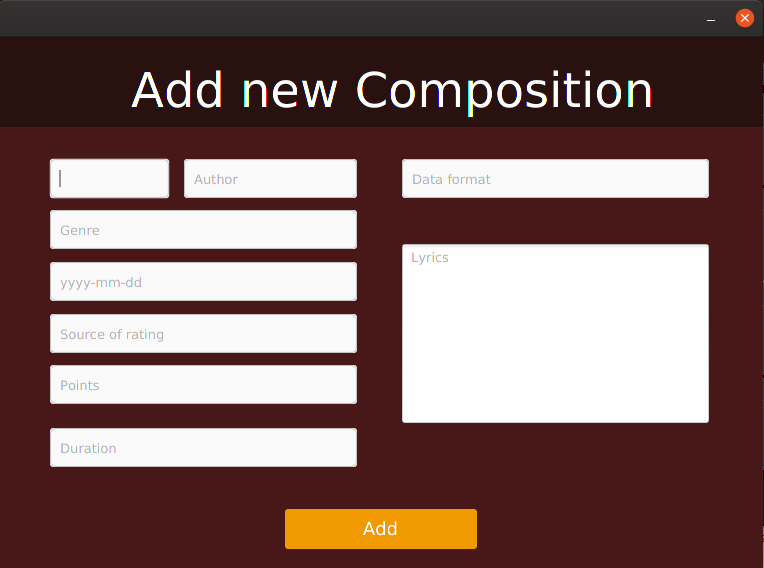 Add new Composition
Author
Data format
Genre
Lyrics
yyyy-mm-dd
Source of rating
Points
Duration
Add